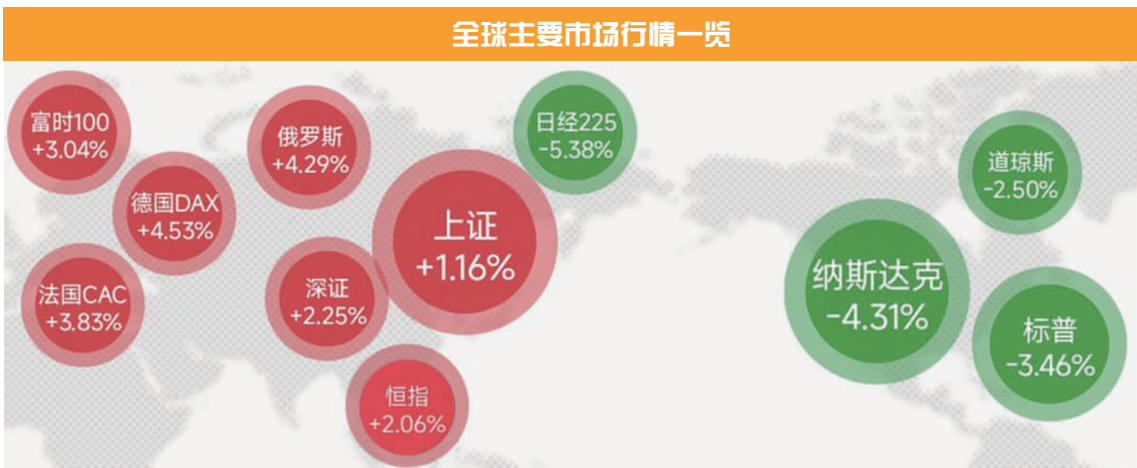 全球主要市场行情一览
富时100
+3.04%
德国DAX
+4.53%
法国CAC
+3.83%
俄罗斯
+4.29%
深证
+2.25%
上证
+1.16%
恒指
+2.06%
日经225
-5.38%
纳斯达克
-4.31%
道琼斯
-2.50%
标普
-3.46%